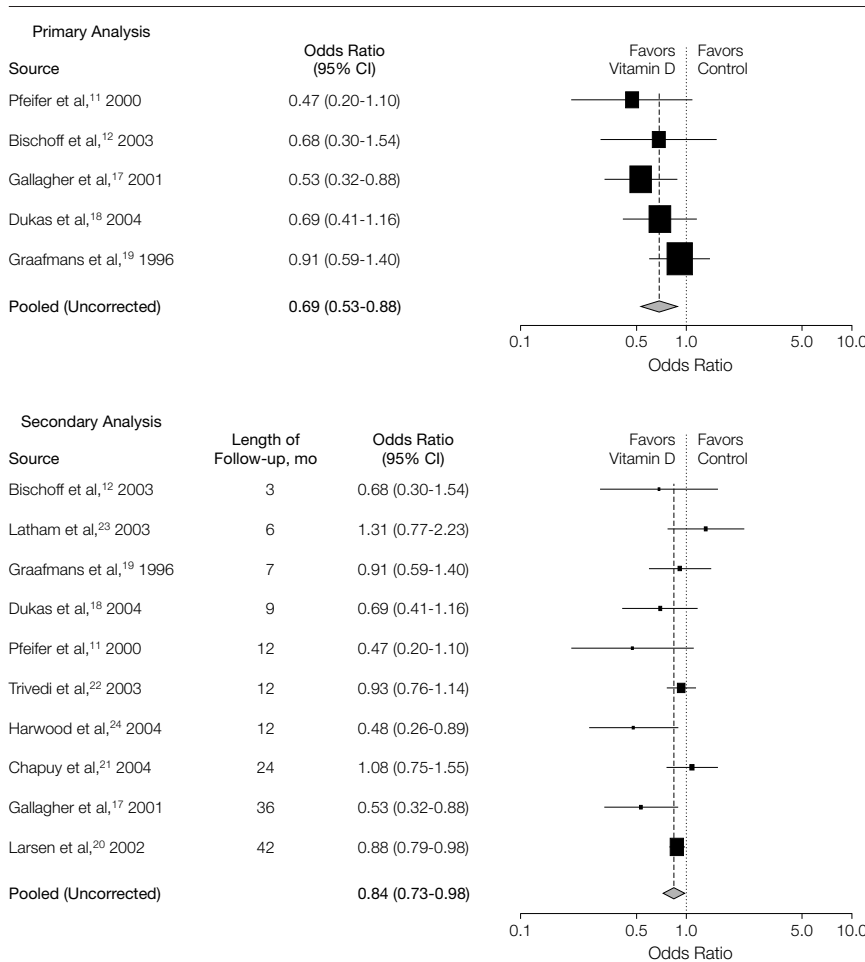 Primary Analysis
Source Odds Ratio (95% CI) Favors Vitamin D Favors Control
Pfeifer et al,11 2000 0.47 (0.20-1.10)
Bischoff et al,12 2003 0.68 (0.30-1.54)
Gallagher et al,17 2001 0.53 (0.32-0.88)
Dukas et al,18 2004 0.69 (0.41-1.16)
Graafmans et al,19 1996 0.91 (0.59-1.40)
Pooled (Uncorrected) 0.69 (0.53-0.88)
0.1 0.5 1.0 5.0 10.0
Odds Ratio
Secondary Analysis
Source Length of Follow-up, mo Odds Ratio (95% CI) Favors Vitamin D Favors Control
Bischoff et al,12 2003 3 0.68 (0.30-1.54)
Latham et al,23 2003 6 1.31 (0.77-2.23)
Graafmans et al,19 1996 7 0.91 (0.59-1.40)
Dukas et al,18 2004 9 0.69 (0.41-1.16)
Pfeifer et al,11 2000 12 0.47 (0.20-1.10)
Trivedi et al,22 2003 12 0.93 (0.76-1.14)
Harwood et al,24 2004 12 0.48 (0.26-0.89)
Chapuy et al,21 2004 24 1.08 (0.75-1.55)
Gallagher et al,17 2001 36 0.53 (0.32-0.88)
Larsen et al,20 2002 42 0.88 (0.79-0.98)
Pooled (Uncorrected) 0.84 (0.73-0.98)
0.1 0.5 1.0 5.0 10.0
Odds Ratio